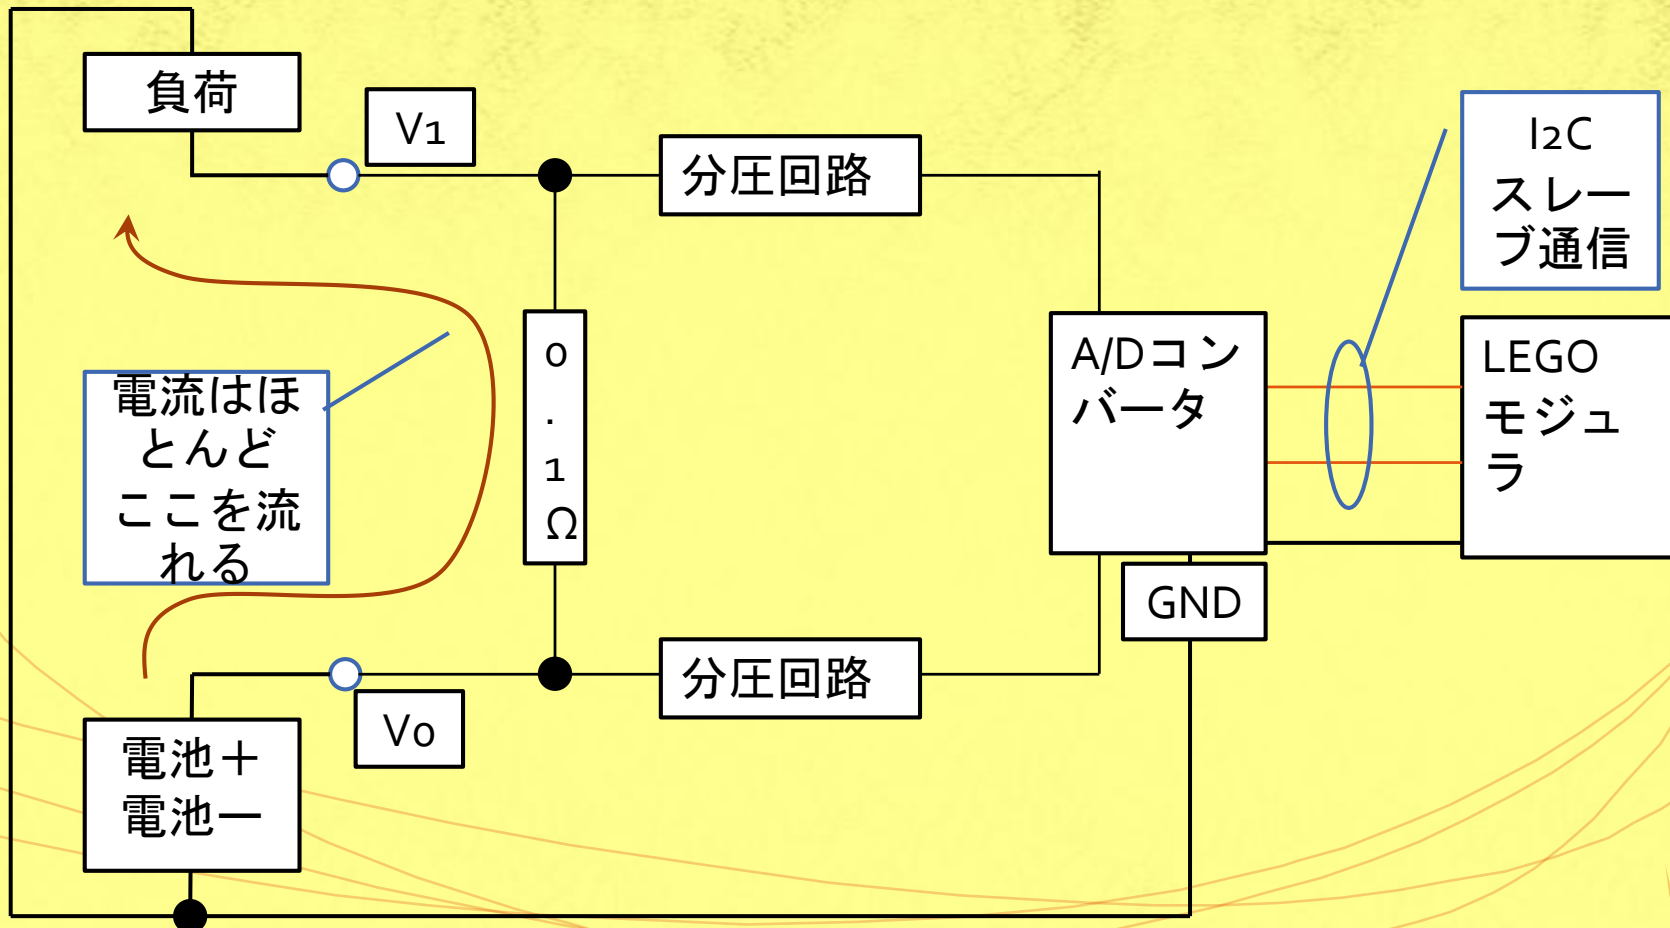 負荷
V1
分圧回路
I2C
スレー
ブ通信
電流はほ
とんど
ここを流
れる
0
.
1
Ω
A/Dコン
バータ
LEGO
モジュ
ラ
GND
分圧回路
V0
電池＋
電池－